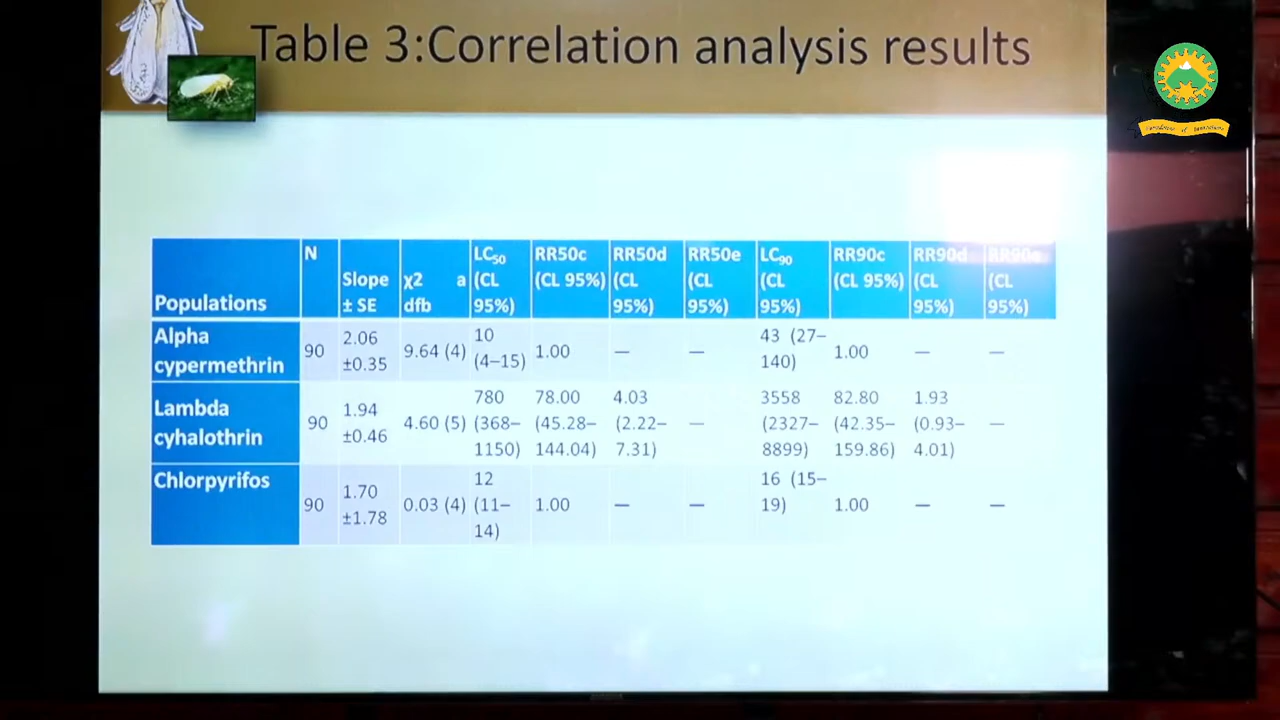 Table 3:Correlation analysis results
Populations
N
Slope
± SE
χ2 a
dfb
LC50
(CL
95%)
RR50c
(CL 95%)
RR50d
(CL
95%)
RR50e
(CL
95%)
LC90
(CL
95%)
RR90c
(CL 95%)
RR90d
(CL
95%)
RR90e
(CL
95%)
Alpha
cypermethrin
90
2.06
±0.35
9.64 (4)
10
(4–15)
1.00
—
—
43 (27–
140)
1.00
—
—
Lambda
cyhalothrin
90
1.94
±0.46
4.60 (5)
780
(368–
1150)
78.00
(45.28–
144.04)
4.03
(2.22–
7.31)
—
3558
(2327–
8899)
82.80
(42.35–
159.86)
1.93
(0.93–
4.01)
—
Chlorpyrifos
90
1.70
±1.78
0.03 (4)
12
(11–
14)
1.00
—
—
16 (15–
19)
1.00
—
—